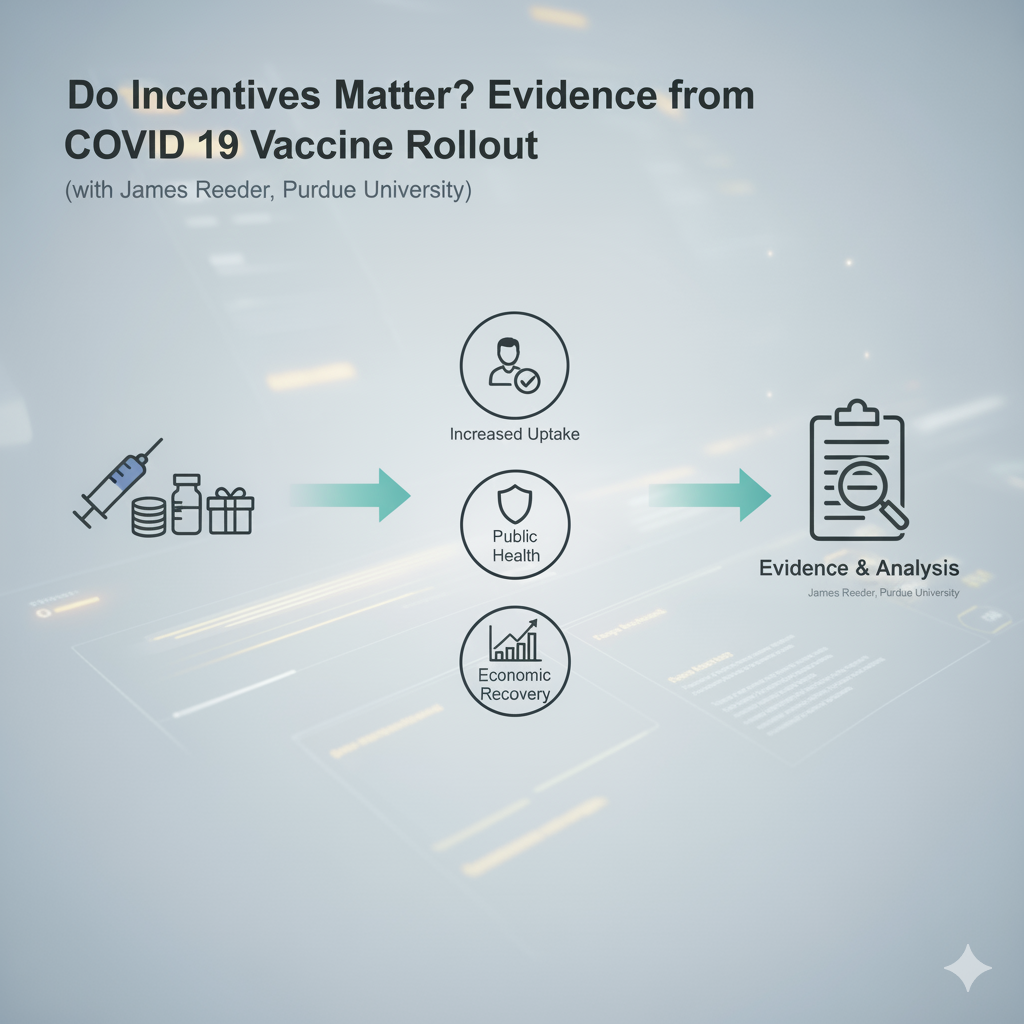 Do Incentives Matter? Evidence from
COVID 19 Vaccine Rollout
(with James Reeder, Purdue University)
Increased Uptake
Public
Health
Economic
Recovery
Evidence & Analysis
James Reeder, Purdue University